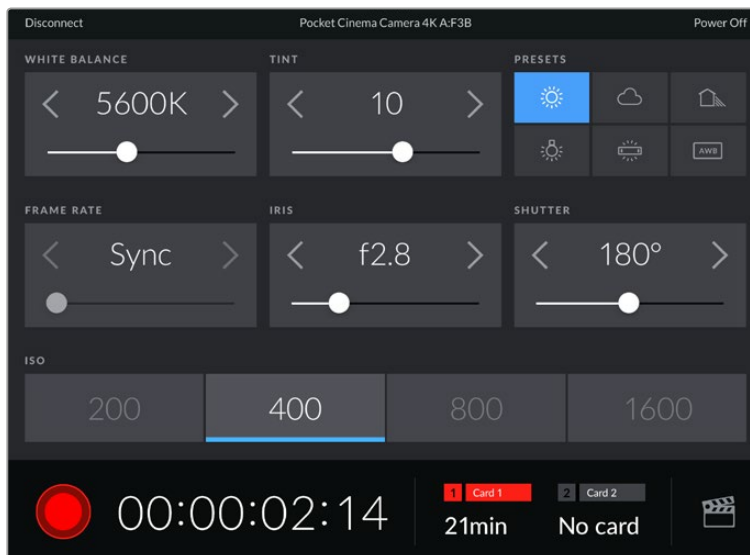 Disconnect Pocket Cinema Camera 4K A:F3B Power Off
WHITE BALANCE TINT PRESETS
5600K 10
AWB
FRAME RATE IRIS SHUTTER
Sync f2.8 180°
ISO
200 400 800 1600
00:00:02:14
1 Card 1 2 Card 2
21min No card